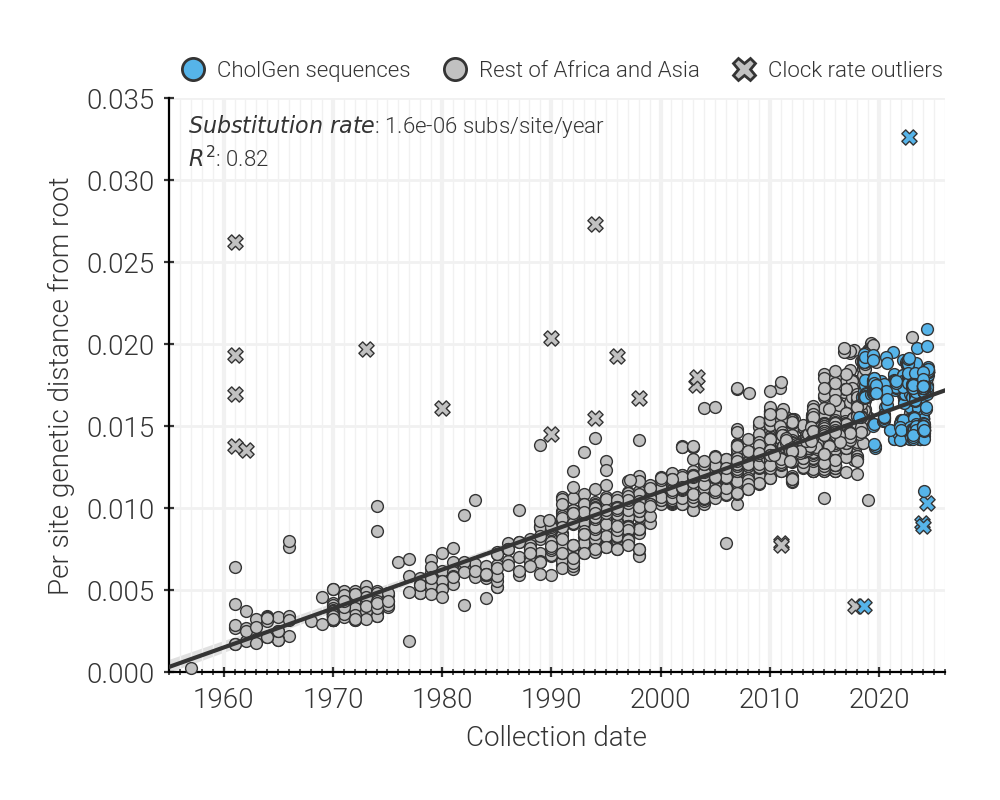 CholGen sequences Rest of Africa and Asia Clock rate outliers
Substitution rate: 1.6e-06 subs/site/year
R²: 0.82
Per site genetic distance from root
0.035
0.030
0.025
0.020
0.015
0.010
0.005
0.000
1960 1970 1980 1990 2000 2010 2020
Collection date